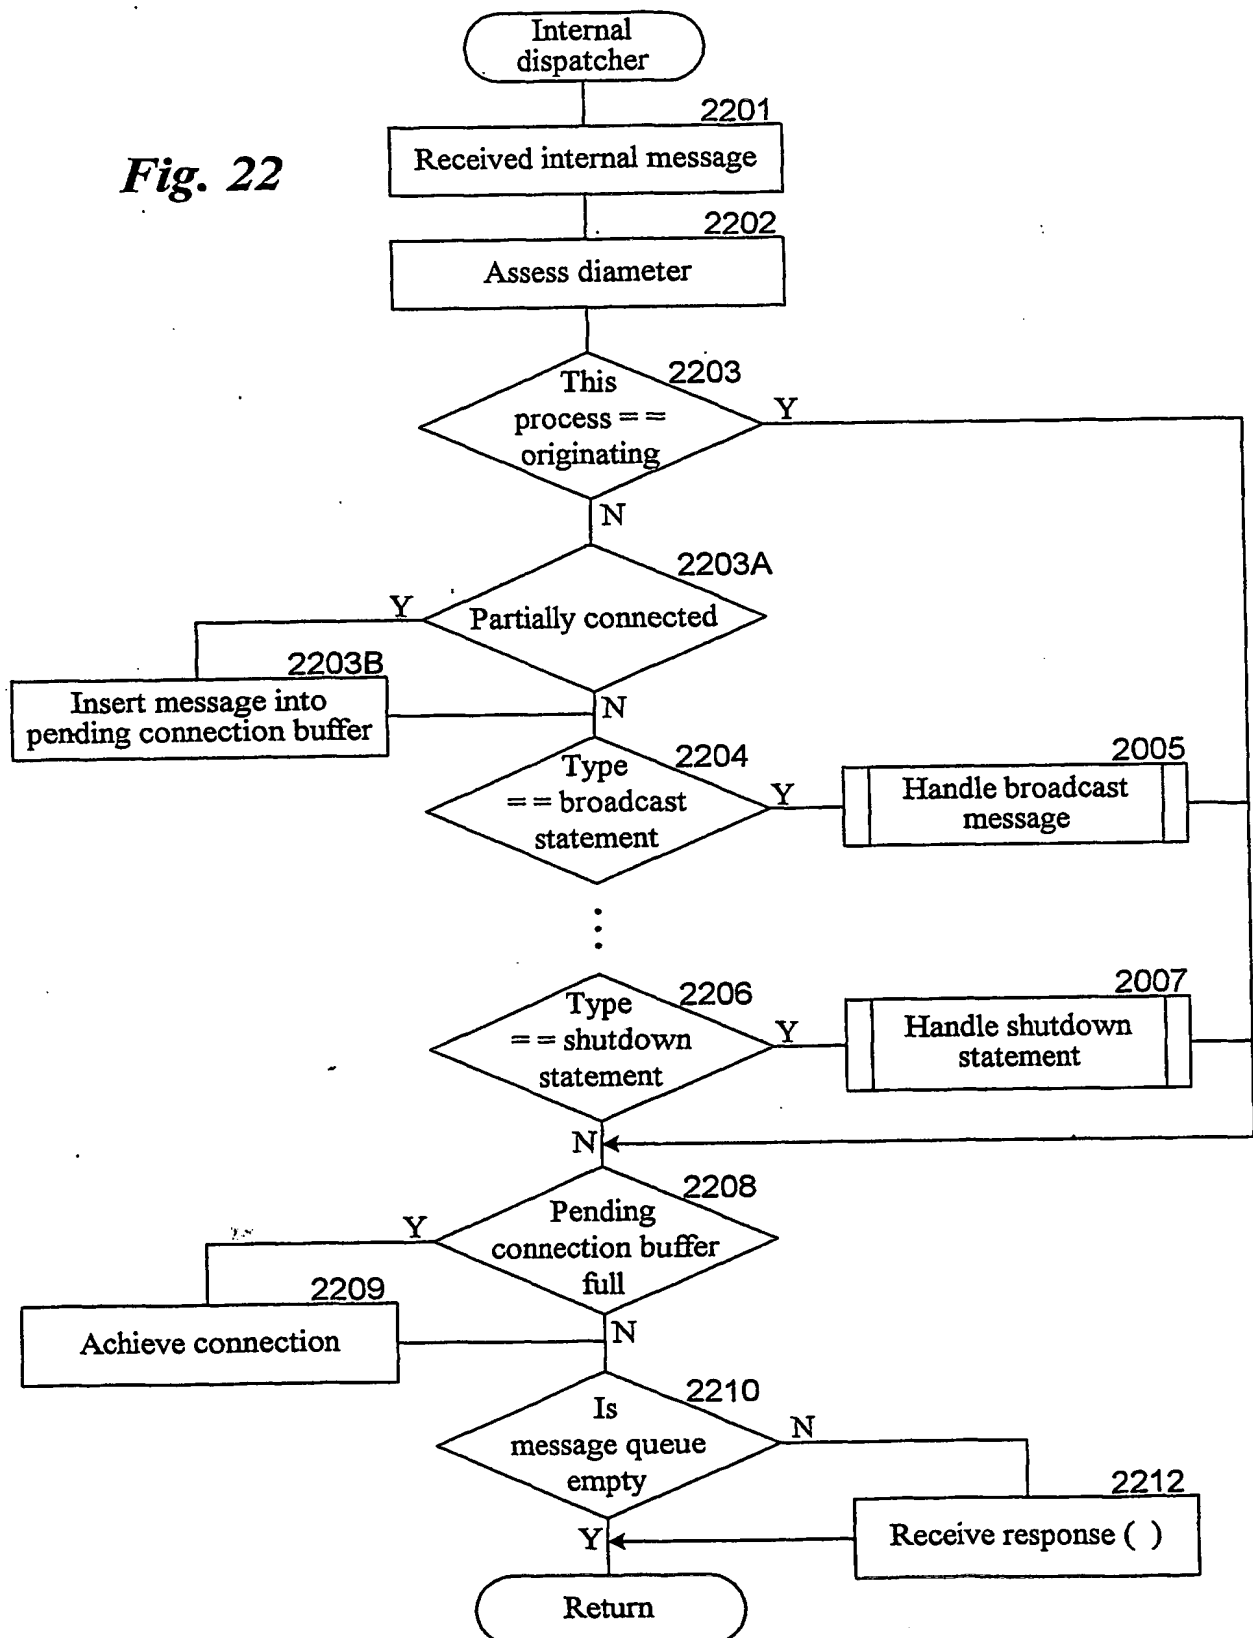 Internal
dispatcher
2201
Received internal message
Fig. 22
2202
Assess diameter
2203
This
process = =
originating
Y
N
2203A
Partially connected
Y
2203B
Insert message into
pending connection buffer
N
2204
Type
= = broadcast
statement
Y
2005
Handle broadcast
message
2206
Type
= = shutdown
statement
Y
2007
Handle shutdown
statement
N
2208
Pending
connection buffer
full
Y
2209
Achieve connection
N
2210
Is
message queue
empty
N
2212
Receive response ( )
Y
Return